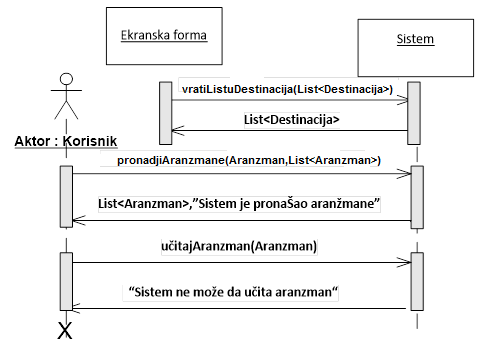 Ekranska forma
Sistem
vratiListuDestinacija(List<Destinacija>)
List<Destinacija>
Aktor : Korisnik
pronadjiAranzmane(Aranzman,List<Aranzman>)
List<Aranzman>,”Sistem je pronaŠao aranžmane”
učitajAranzman(Aranzman)
“Sistem ne može da učita aranzman“
X